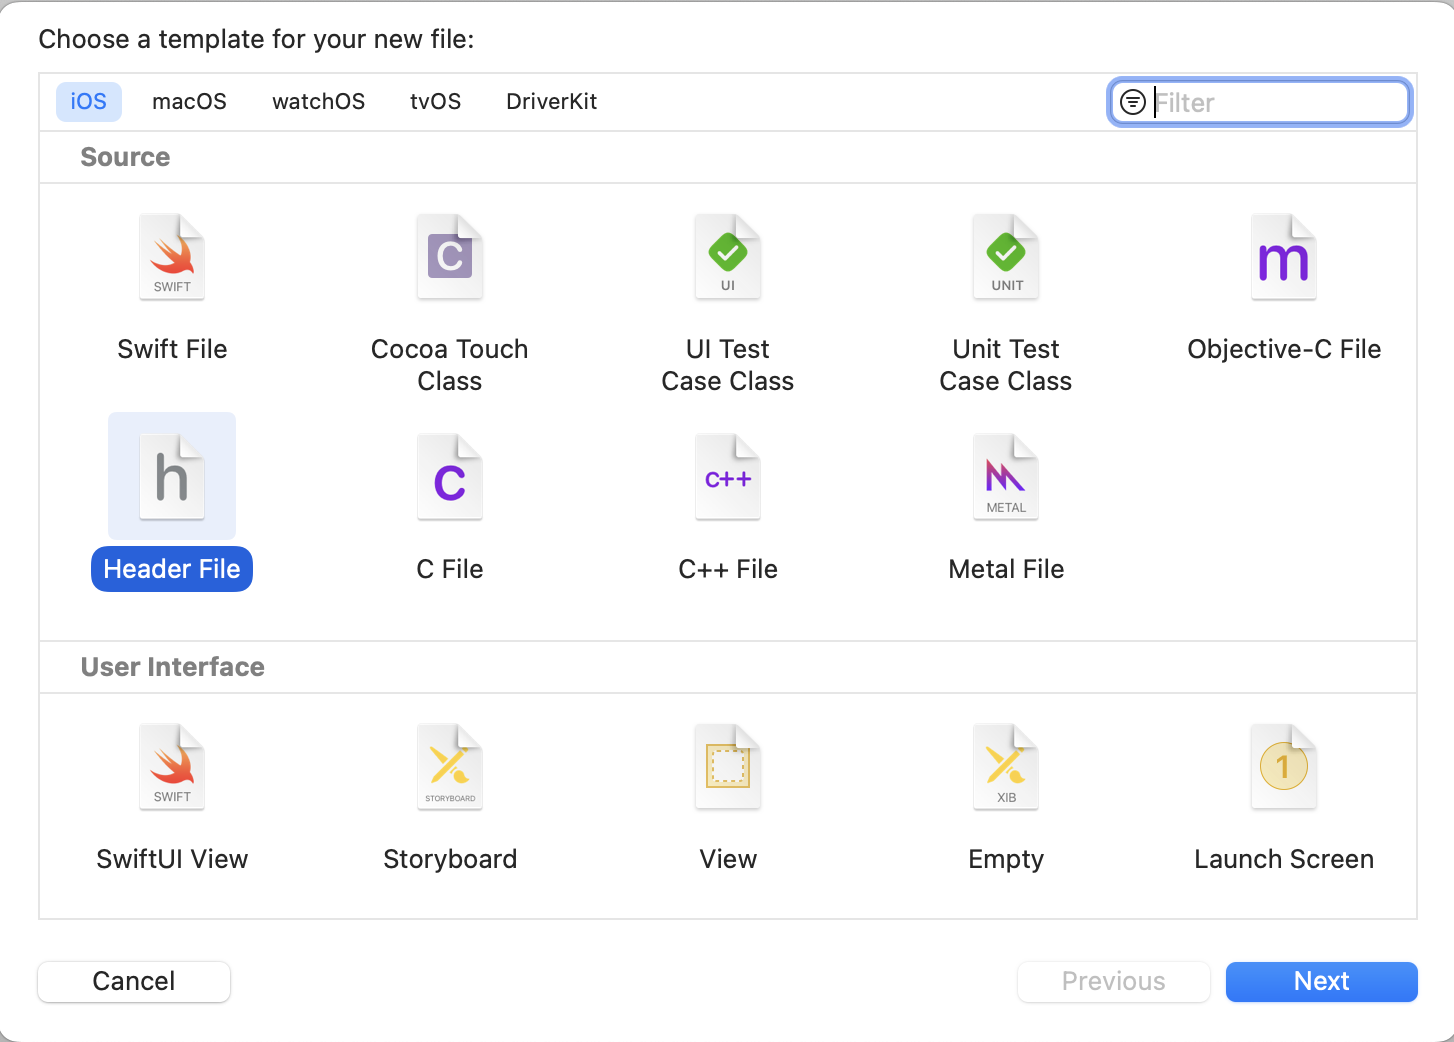 Choose a template for your new file:
iOS macOS watchOS tvOS DriverKit Filter
Source
SWIFT C UI UNIT m
Swift File Cocoa Touch Class UI Test Case Class Unit Test Case Class Objective-C File
h C C++ METAL
Header File C File C++ File Metal File
User Interface
SWIFT STORYBOARD XIB 1
SwiftUI View Storyboard View Empty Launch Screen
Cancel Previous Next